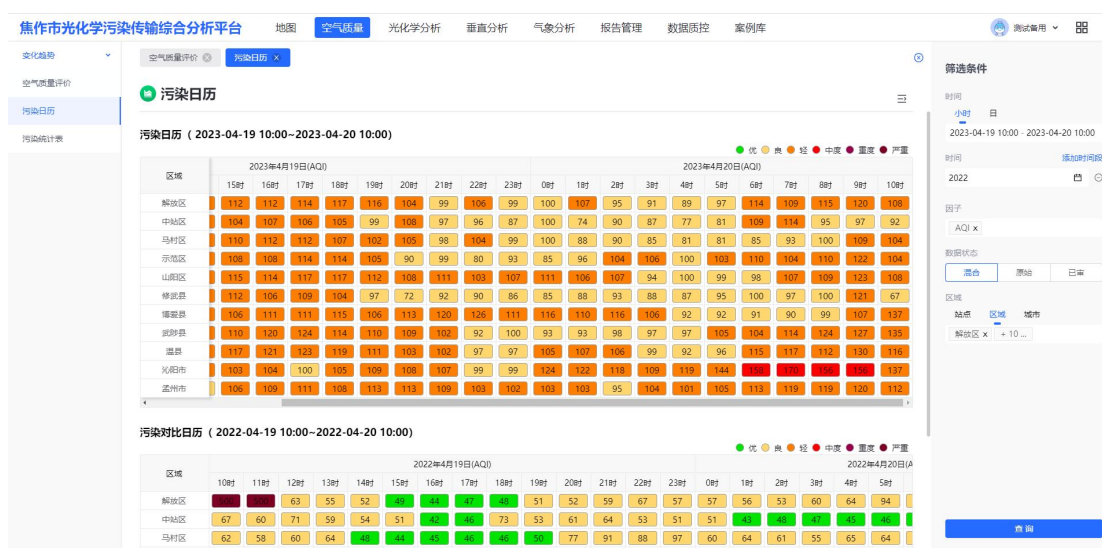 焦作市光化学污染传输综合分析平台 地图 空气质量 光化学分析 垂直分析 气象分析 报告管理 数据质控 案例库 测试备用
变化趋势
空气质量评价
污染日历
污染统计表
空气质量评价 污染日历
污染日历
污染日历（2023-04-19 10:00~2023-04-20 10:00）
优 良 轻 中度 重度 严重
区域 2023年4月19日(AQI) 2023年4月20日(AQI)
15时 16时 17时 18时 19时 20时 21时 22时 23时 0时 1时 2时 3时 4时 5时 6时 7时 8时 9时 10时
解放区 112 112 114 117 116 104 99 106 99 100 107 95 91 89 97 114 109 115 120 108
中站区 104 107 106 105 99 108 97 96 87 100 74 90 87 77 81 109 114 95 97 92
马村区 110 112 112 107 102 105 98 104 99 100 88 90 85 81 81 85 93 100 109 104
示范区 108 108 114 114 105 90 99 80 93 85 96 104 106 100 103 110 104 110 122 104
山阳区 115 114 117 117 112 108 111 103 107 111 106 107 94 100 99 98 107 109 123 108
修武县 112 106 109 104 97 72 92 90 86 85 88 93 88 87 95 100 97 100 121 67
博爱县 106 111 111 115 106 113 120 126 111 116 110 116 106 92 92 91 90 99 107 137
武陟县 110 120 124 114 110 109 102 92 100 93 93 98 97 97 105 104 114 124 127 135
温县 117 121 123 119 111 103 102 97 97 105 107 106 99 92 96 115 117 112 130 116
沁阳市 103 104 100 105 109 108 107 99 99 124 122 118 109 119 144 158 170 156 156 137
孟州市 106 109 111 108 113 113 109 103 102 103 103 95 104 101 105 113 119 119 120 112
污染对比日历（2022-04-19 10:00~2022-04-20 10:00）
优 良 轻 中度 重度 严重
区域 2022年4月19日(AQI) 2022年4月20日(A
10时 11时 12时 13时 14时 15时 16时 17时 18时 19时 20时 21时 22时 23时 0时 1时 2时 3时 4时 5时
解放区 500 500 63 55 52 49 44 47 48 51 52 59 67 57 57 56 53 60 64 94
中站区 67 60 71 59 54 51 42 46 73 53 61 64 53 51 51 43 48 47 45 46
马村区 62 58 60 64 48 44 45 46 46 50 77 91 88 97 60 64 61 55 65 64
筛选条件
时间
小时 日
2023-04-19 10:00 - 2023-04-20 10:00
时间 添加时间段
2022
因子
AQI x
数据状态
混合 原始 已审
区域
站点 区域 城市
解放区 x + 10 ...
查询